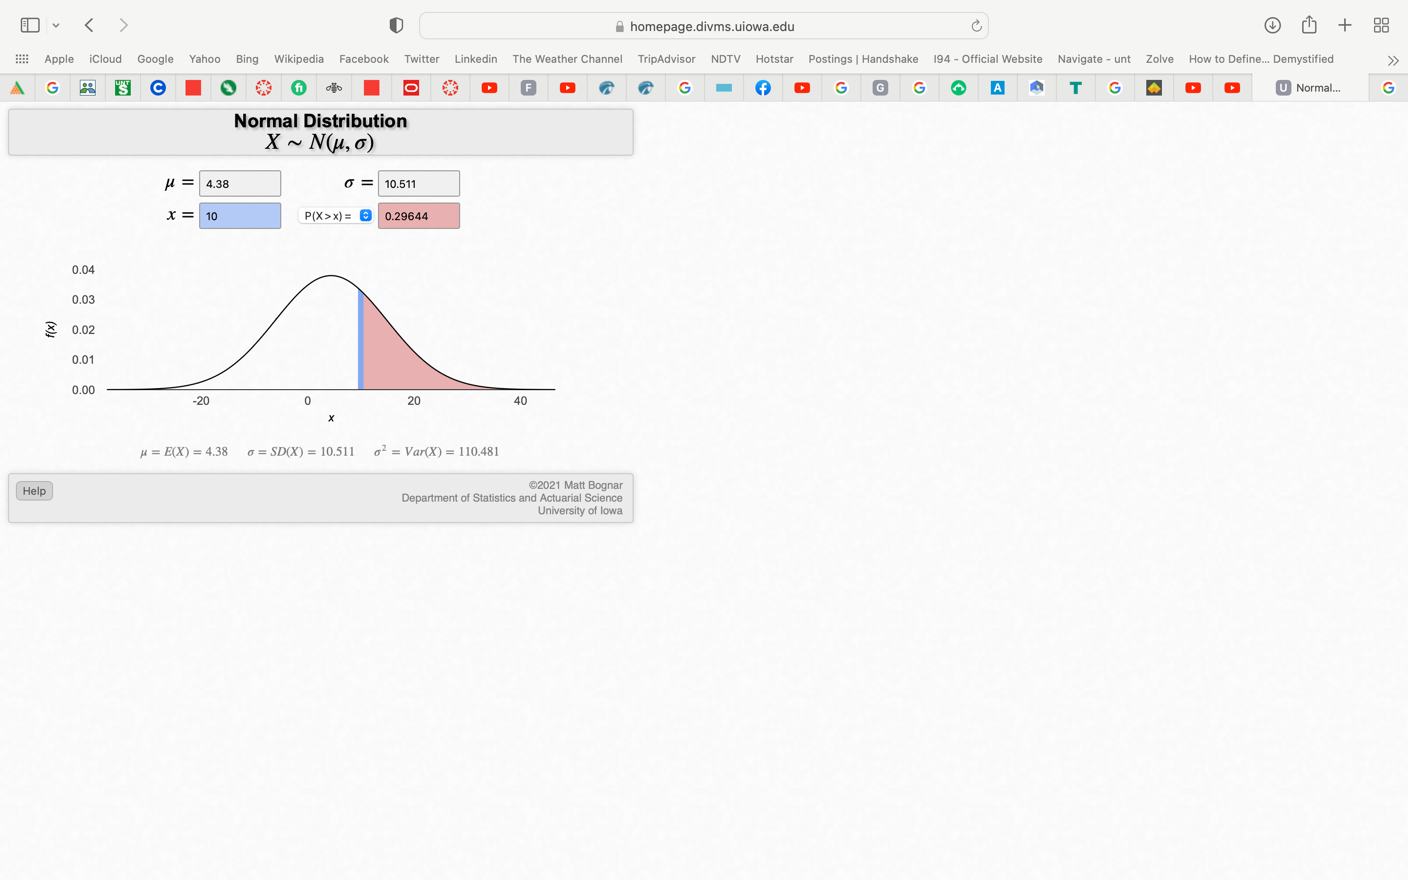 homepage.divms.uiowa.edu
Apple iCloud Google Yahoo Bing Wikipedia Facebook Twitter Linkedin The Weather Channel TripAdvisor NDTV Hotstar Postings | Handshake I94 - Official Website Navigate - unt Zolve How to Define... Demystified
Normal...
Normal Distribution
X ~ N(μ, σ)
μ = 4.38 σ = 10.511
x = 10 P(X>x) = 0.29644
0.04
0.03
0.02
0.01
0.00
f(x)
-20 0 20 40
x
μ = E(X) = 4.38 σ = SD(X) = 10.511 σ² = Var(X) = 110.481
Help
©2021 Matt Bognar
Department of Statistics and Actuarial Science
University of Iowa